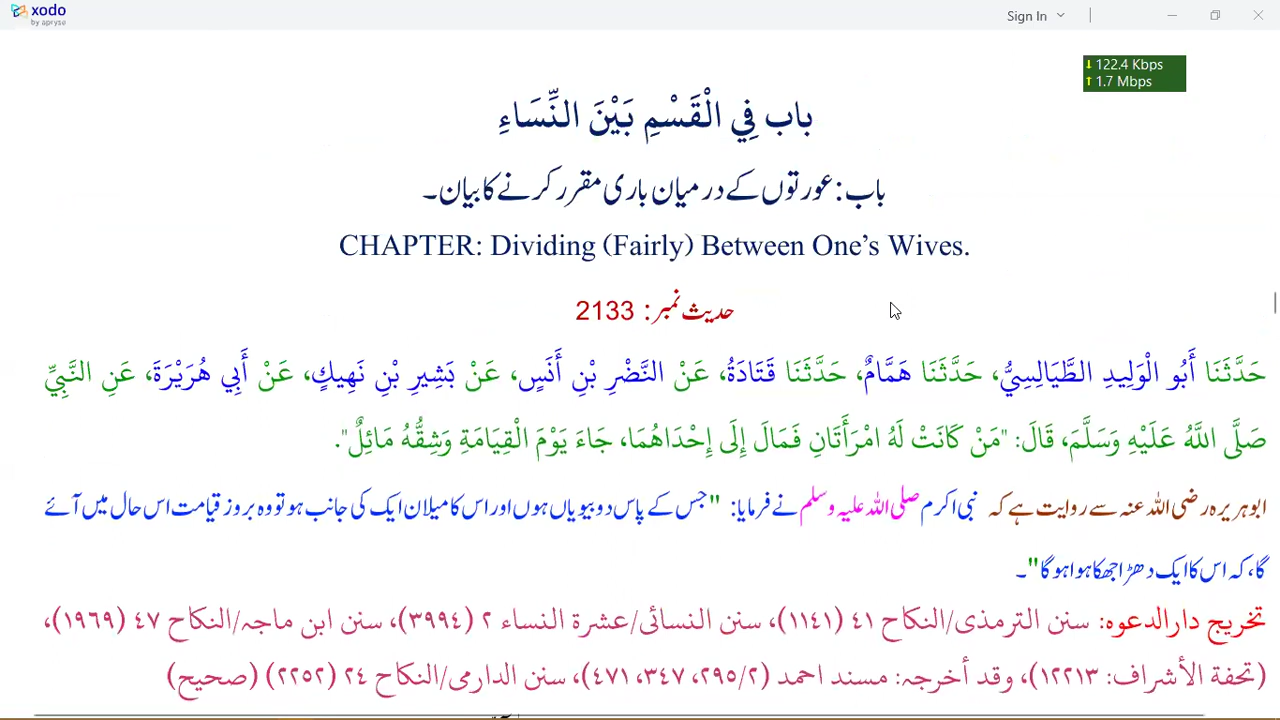 xodo
by apryse
Sign In
↓ 122.4 Kbps
↑ 1.7 Mbps
باب فِي الْقَسْمِ بَيْنَ النِّسَاءِ
باب: عورتوں کے درمیان باری مقرر کرنے کا بیان۔
CHAPTER: Dividing (Fairly) Between One’s Wives.
حدیث نمبر: 2133
حَدَّثَنَا أَبُو الْوَلِيدِ الطَّيَالِسِيُّ، حَدَّثَنَا هَمَّامٌ، حَدَّثَنَا قَتَادَةُ، عَنْ النَّضْرِ بْنِ أَنَسٍ، عَنْ بَشِيرِ بْنِ نَهِيكٍ، عَنْ أَبِي هُرَيْرَةَ، عَنِ النَّبِيِّ
صَلَّى اللَّهُ عَلَيْهِ وَسَلَّمَ، قَالَ: "مَنْ كَانَتْ لَهُ امْرَأَتَانِ فَمَالَ إِلَى إِحْدَاهُمَا، جَاءَ يَوْمَ الْقِيَامَةِ وَشِقُّهُ مَائِلٌ".
ابوہریرہ رضی اللہ عنہ سے روایت ہے کہ نبی اکرم صلی اللہ علیہ وسلم نے فرمایا: "جس کے پاس دو بیویاں ہوں اور اس کا میلان ایک کی جانب ہو تو وہ بروز قیامت اس حال میں آئے
گا، کہ اس کا ایک دھڑا جھکا ہوا ہو گا"۔
تخریج دارالدعوہ: سنن الترمذی/النکاح ٤١ (١١٤١)، سنن النسائی/عشرة النساء ٢ (٣٩٩٤)، سنن ابن ماجہ/النکاح ٤٧ (١٩٦٩)،
(تحفة الأشراف: ١٢٢١٣)، وقد أخرجہ: مسند احمد (٢/٢٩٥، ٣٤٧، ٤٧١)، سنن الدارمی/النکاح ٢٤ (٢٢٥٢) (صحیح)